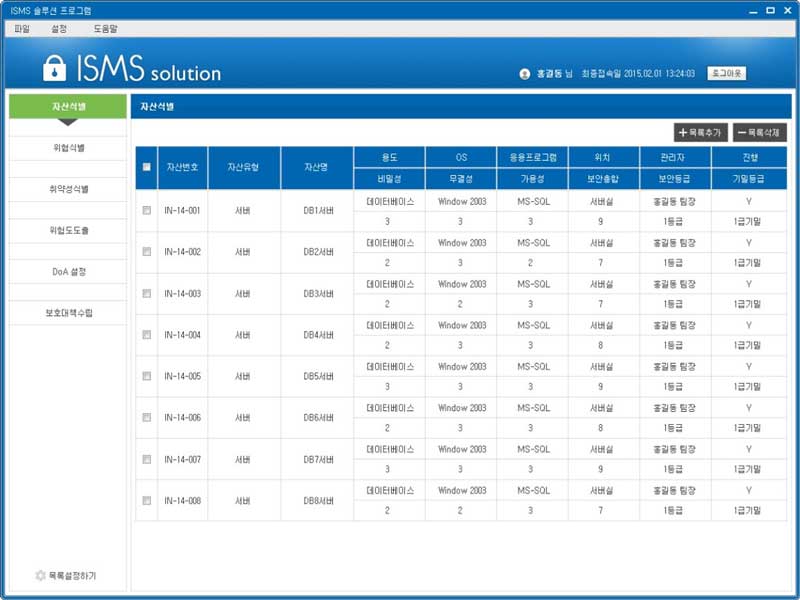 ISMS 솔루션 프로그램
파일 설정 도움말
ISMS solution
홍길동 님 최종접속일 2015.02.01 13:24:03 로그아웃
자산식별
위협식별
취약성식별
위험도도출
DoA 설정
보호대책수립
목록설정하기
자산식별
+목록추가 -목록삭제
자산번호 자산유형 자산명 용도 OS 응용프로그램 위치 관리자 진행
비밀성 무결성 가용성 보안총합 보안등급 기밀등급
IN-14-001 서버 DB1서버 데이터베이스 Window 2003 MS-SQL 서버실 홍길동 팀장 Y
3 3 3 9 1등급 1급기밀
IN-14-002 서버 DB2서버 데이터베이스 Window 2003 MS-SQL 서버실 홍길동 팀장 Y
2 3 2 7 1등급 1급기밀
IN-14-003 서버 DB3서버 데이터베이스 Window 2003 MS-SQL 서버실 홍길동 팀장 Y
2 2 3 7 1등급 1급기밀
IN-14-004 서버 DB4서버 데이터베이스 Window 2003 MS-SQL 서버실 홍길동 팀장 Y
2 3 3 8 1등급 1급기밀
IN-14-005 서버 DB5서버 데이터베이스 Window 2003 MS-SQL 서버실 홍길동 팀장 Y
3 3 3 9 1등급 1급기밀
IN-14-006 서버 DB6서버 데이터베이스 Window 2003 MS-SQL 서버실 홍길동 팀장 Y
2 3 3 8 1등급 1급기밀
IN-14-007 서버 DB7서버 데이터베이스 Window 2003 MS-SQL 서버실 홍길동 팀장 Y
3 3 3 9 1등급 1급기밀
IN-14-008 서버 DB8서버 데이터베이스 Window 2003 MS-SQL 서버실 홍길동 팀장 Y
2 2 3 7 1등급 1급기밀